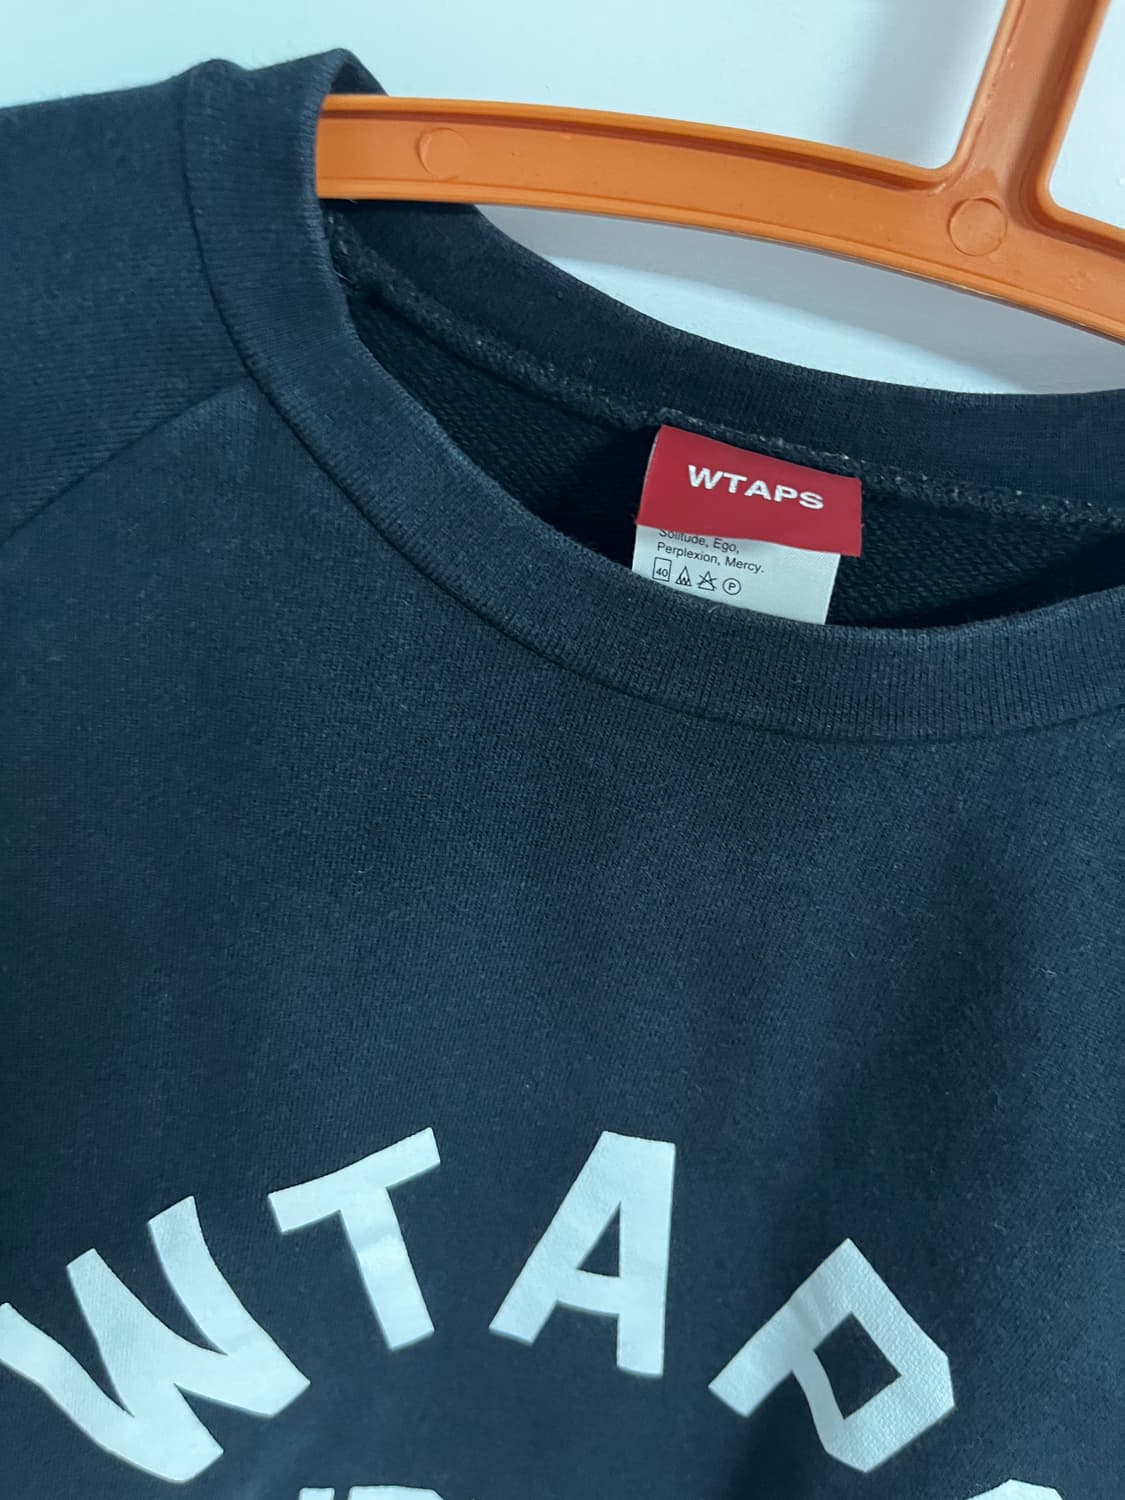 WTAPS
Solitude, Ego,
Perplexion, Mercy.
40
P
WTAP